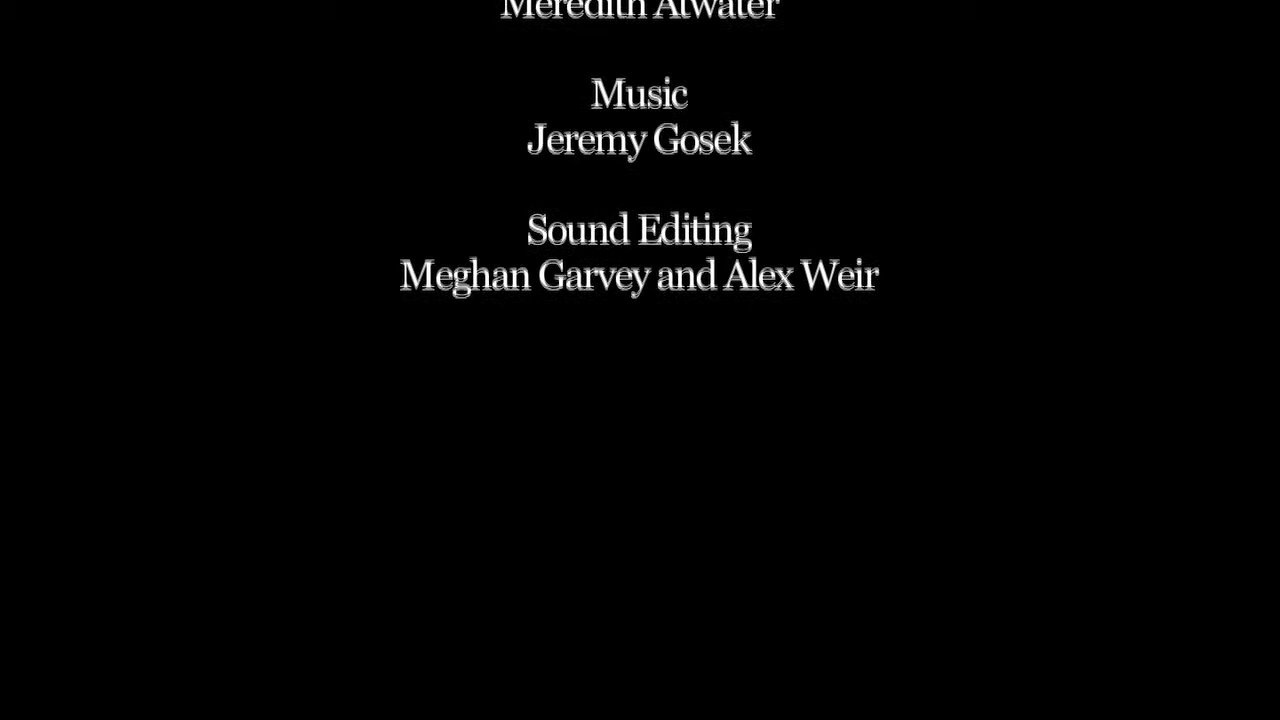 Meredith Atwater
Music
Jeremy Gosek
Sound Editing
Meghan Garvey and Alex Weir